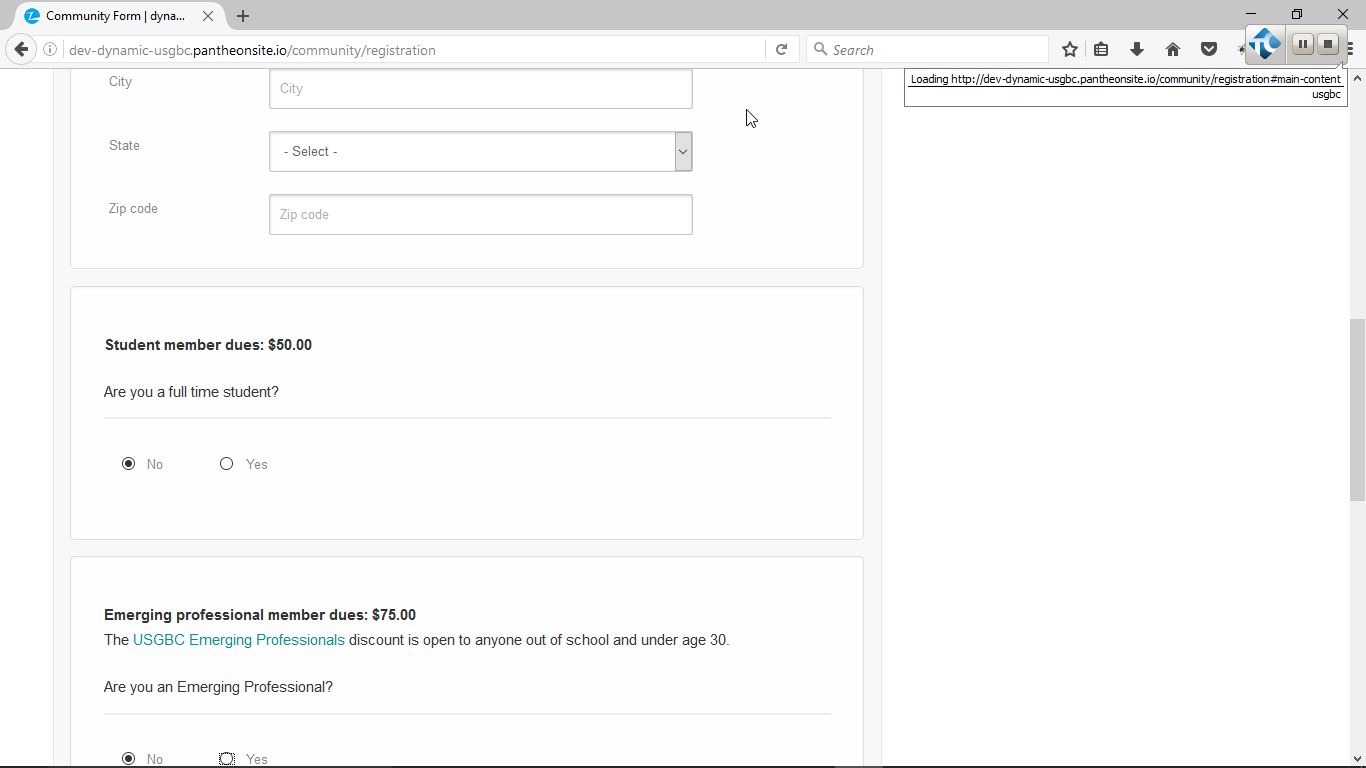 Community Form | dyna...
dev-dynamic-usgbc.pantheonsite.io/community/registration
Search
Loading http://dev-dynamic-usgbc.pantheonsite.io/community/registration#main-content
usgbc
City
City
State
- Select -
Zip code
Zip code
Student member dues: $50.00
Are you a full time student?
No Yes
Emerging professional member dues: $75.00
The USGBC Emerging Professionals discount is open to anyone out of school and under age 30.
Are you an Emerging Professional?
No Yes